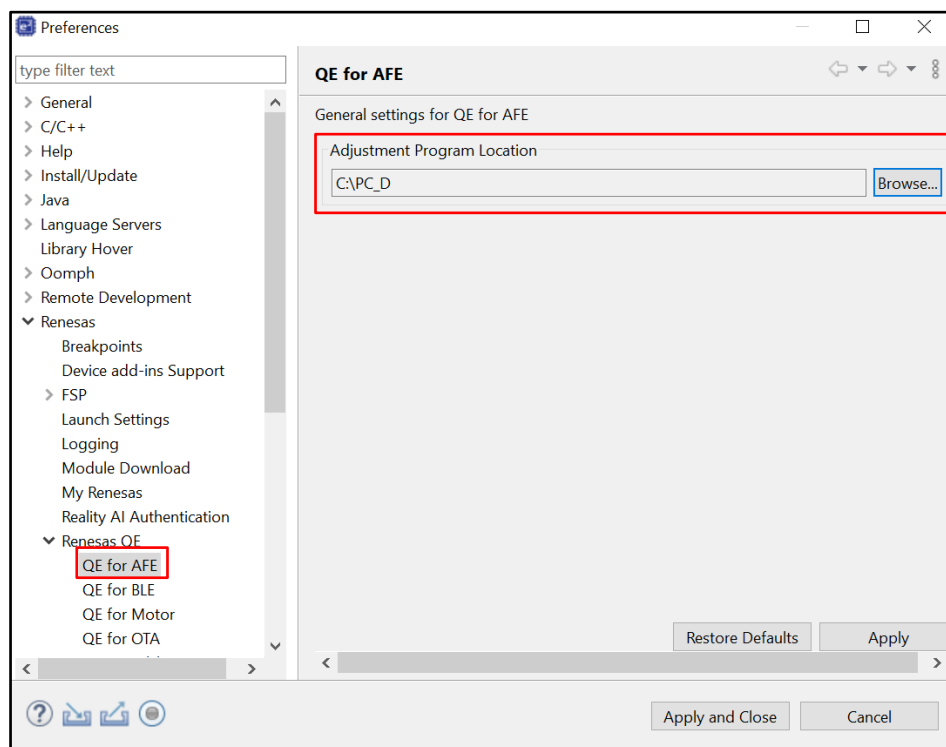 Preferences
type filter text
General
C/C++
Help
Install/Update
Java
Language Servers
Library Hover
Oomph
Remote Development
Renesas
Breakpoints
Device add-ins Support
FSP
Launch Settings
Logging
Module Download
My Renesas
Reality AI Authentication
Renesas QE
QE for AFE
QE for BLE
QE for Motor
QE for OTA
QE for AFE
General settings for QE for AFE
Adjustment Program Location
C:\PC_D
Browse...
Restore Defaults
Apply
Apply and Close
Cancel